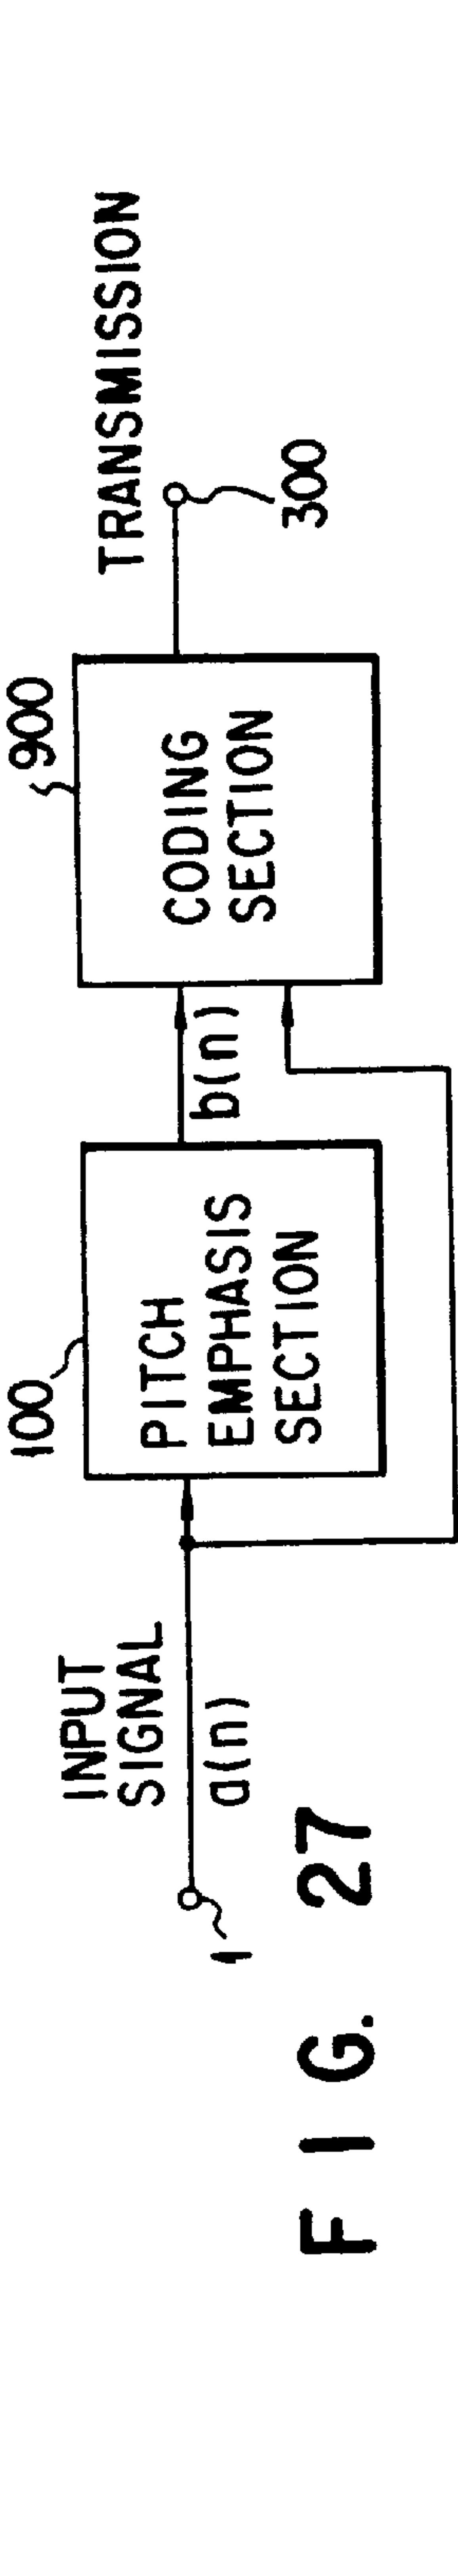 INPUT
SIGNAL
a(n)
1
100
PITCH
EMPHASIS
SECTION
b(n)
900
CODING
SECTION
TRANSMISSION
300
FIG. 27